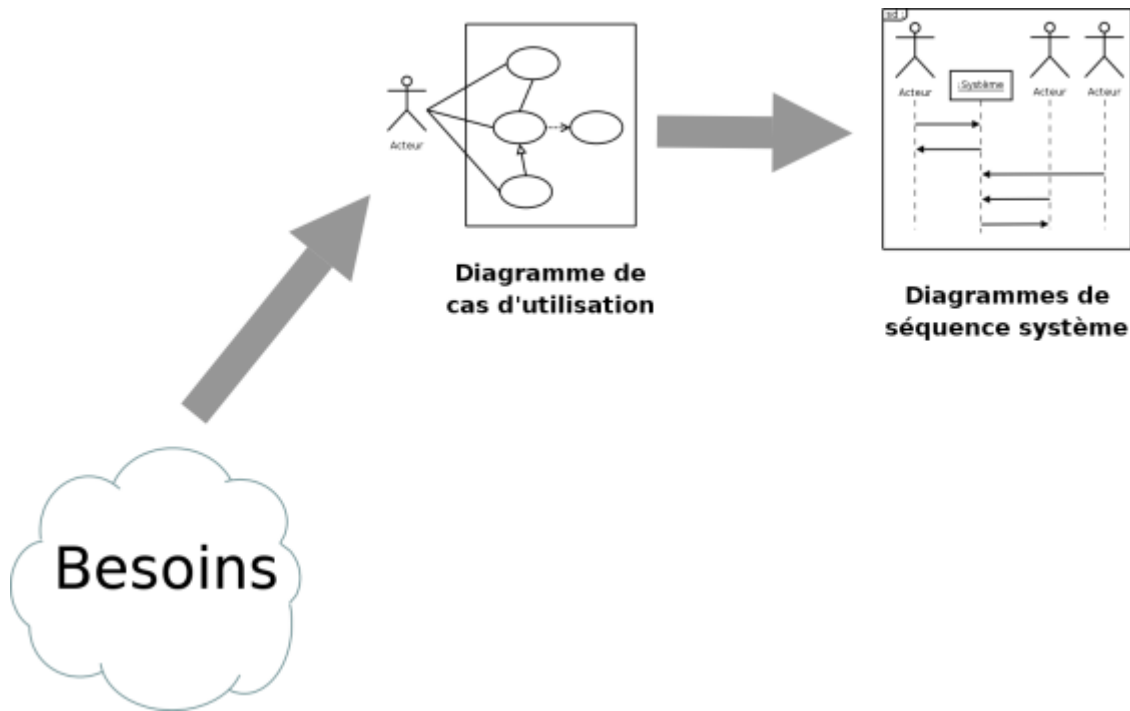 sd
Acteur
:Système
Acteur
Acteur
Acteur
Diagramme de
cas d'utilisation
Diagrammes de
séquence système
Besoins